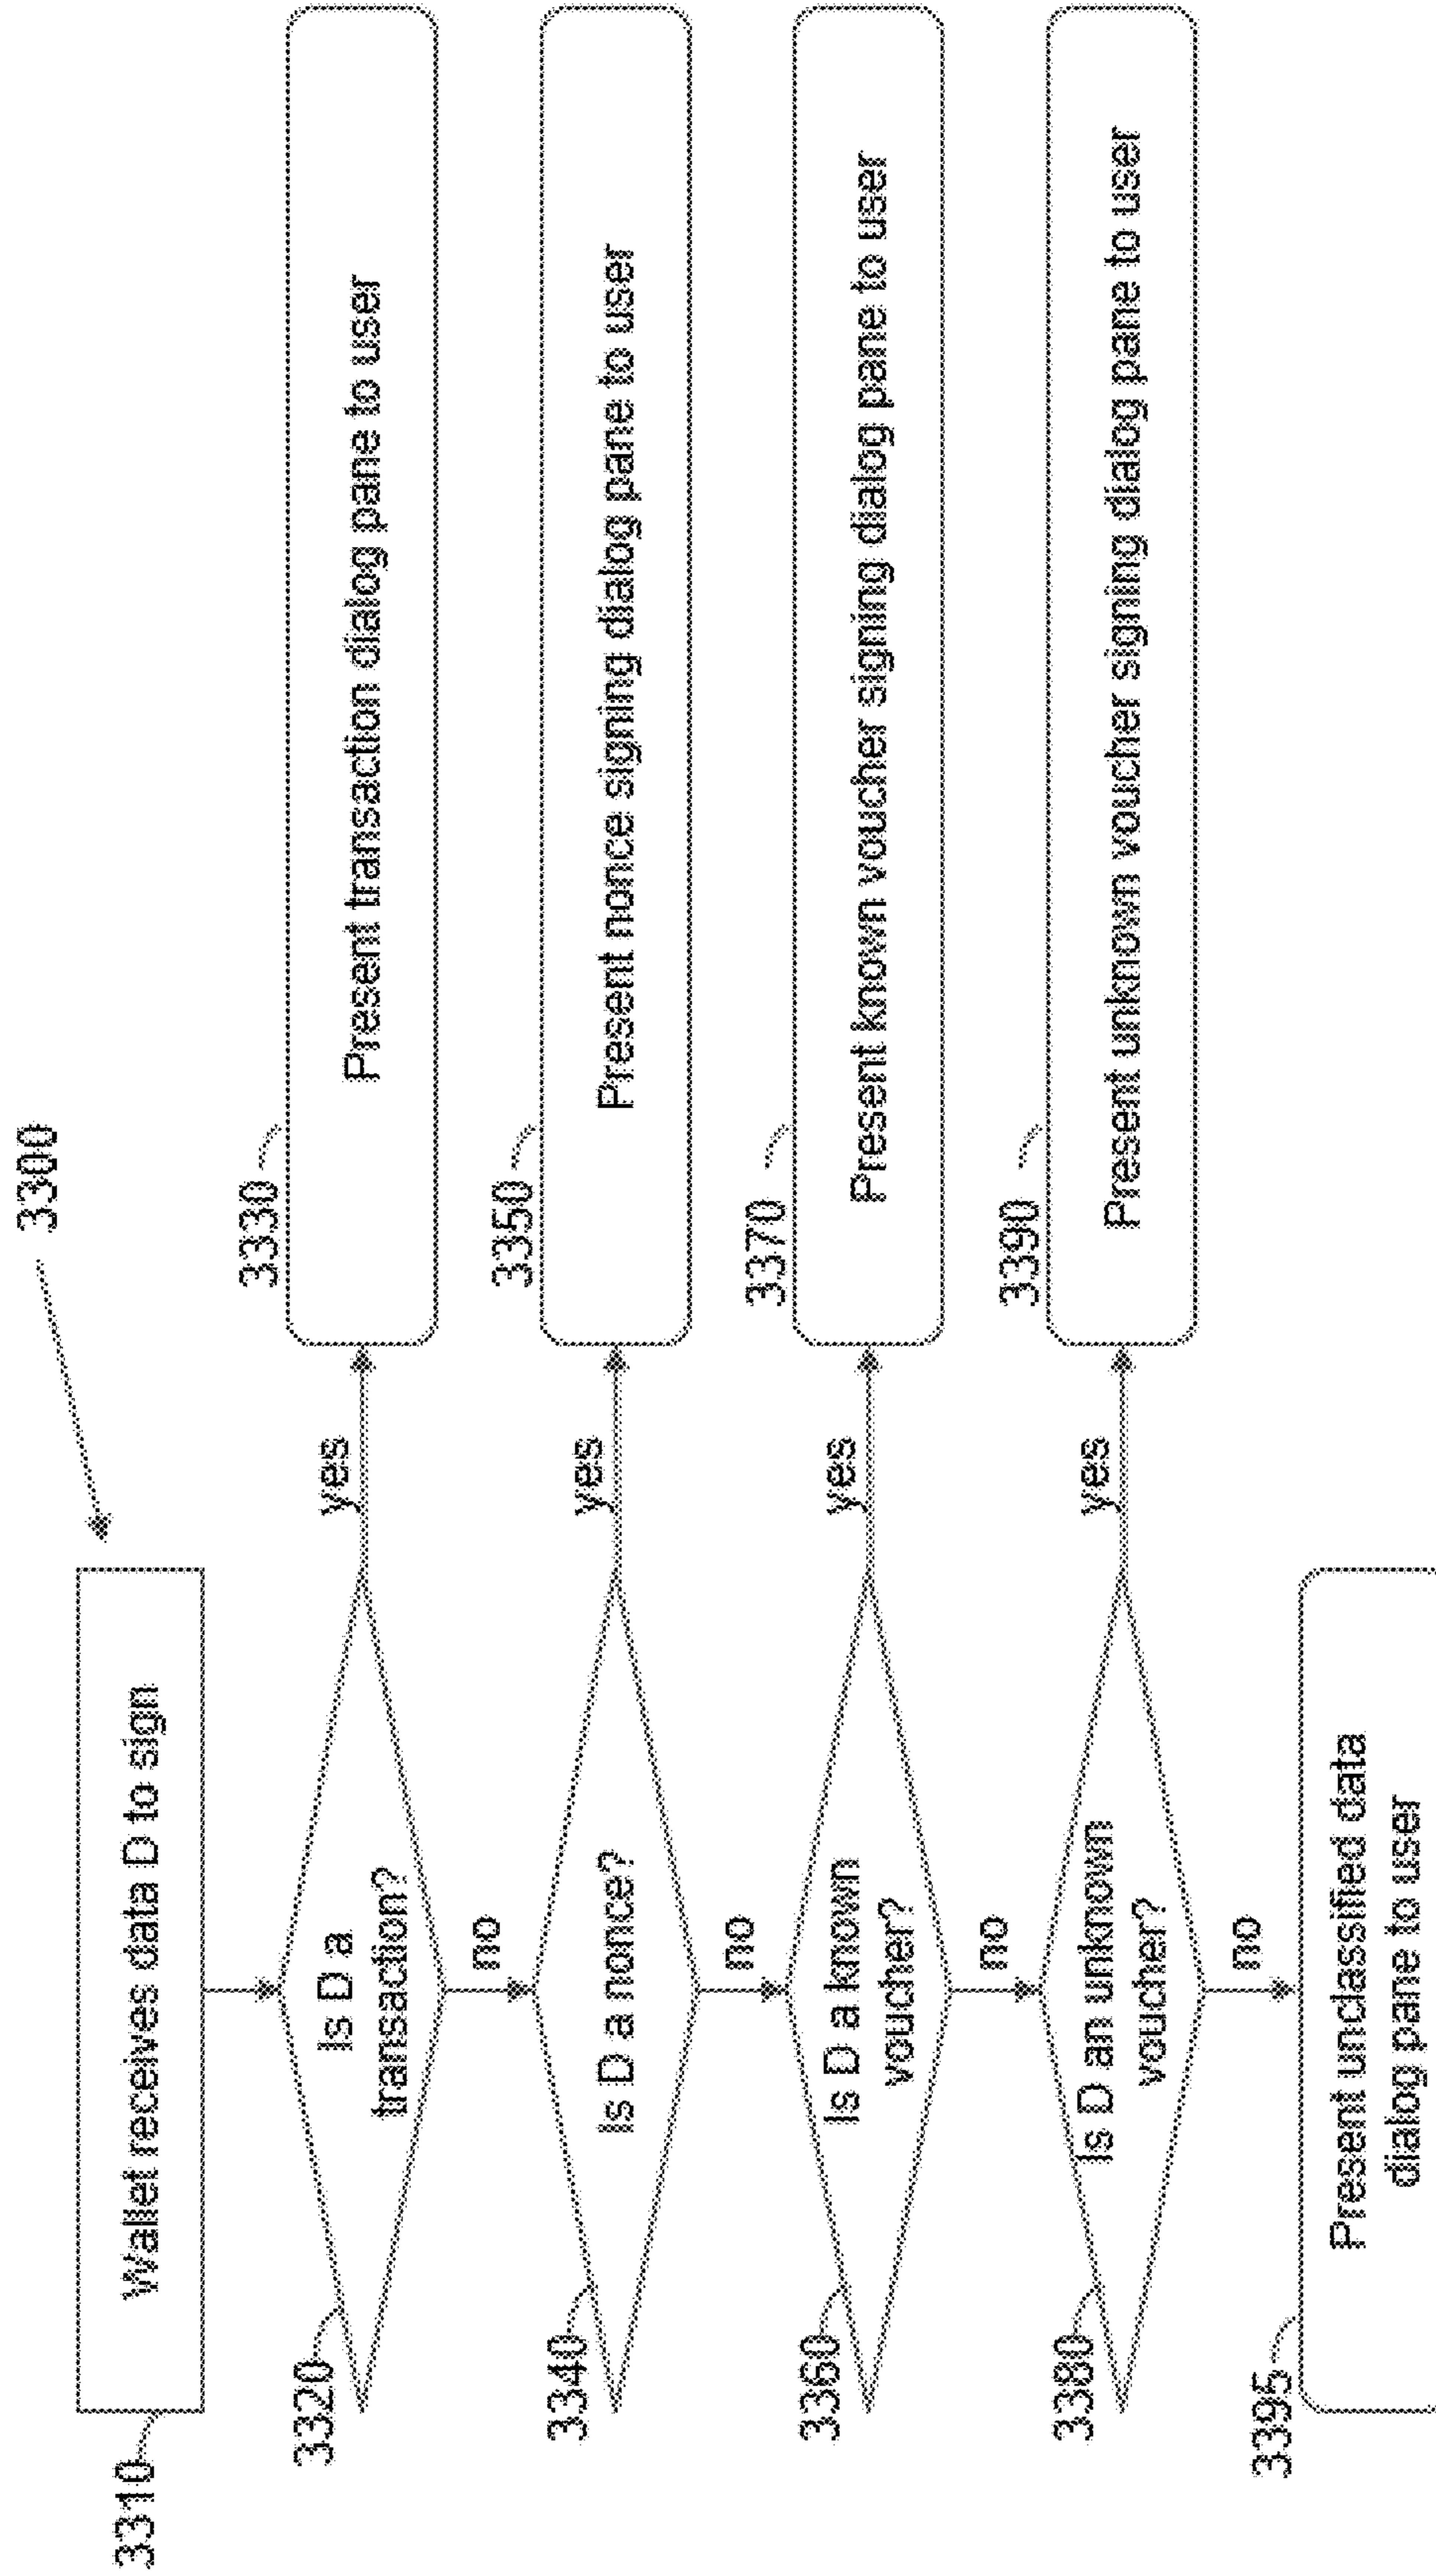 3300
3310
Wallet receives data D to sign
3320
Is D a
transaction?
yes
3330
Present transaction dialog pane to user
no
3340
Is D a nonce?
yes
3350
Present nonce signing dialog pane to user
no
3360
Is D a known
voucher?
yes
3370
Present known voucher signing dialog pane to user
no
3380
Is D an unknown
voucher?
yes
3390
Present unknown voucher signing dialog pane to user
no
3395
Present unclassified data
dialog pane to user